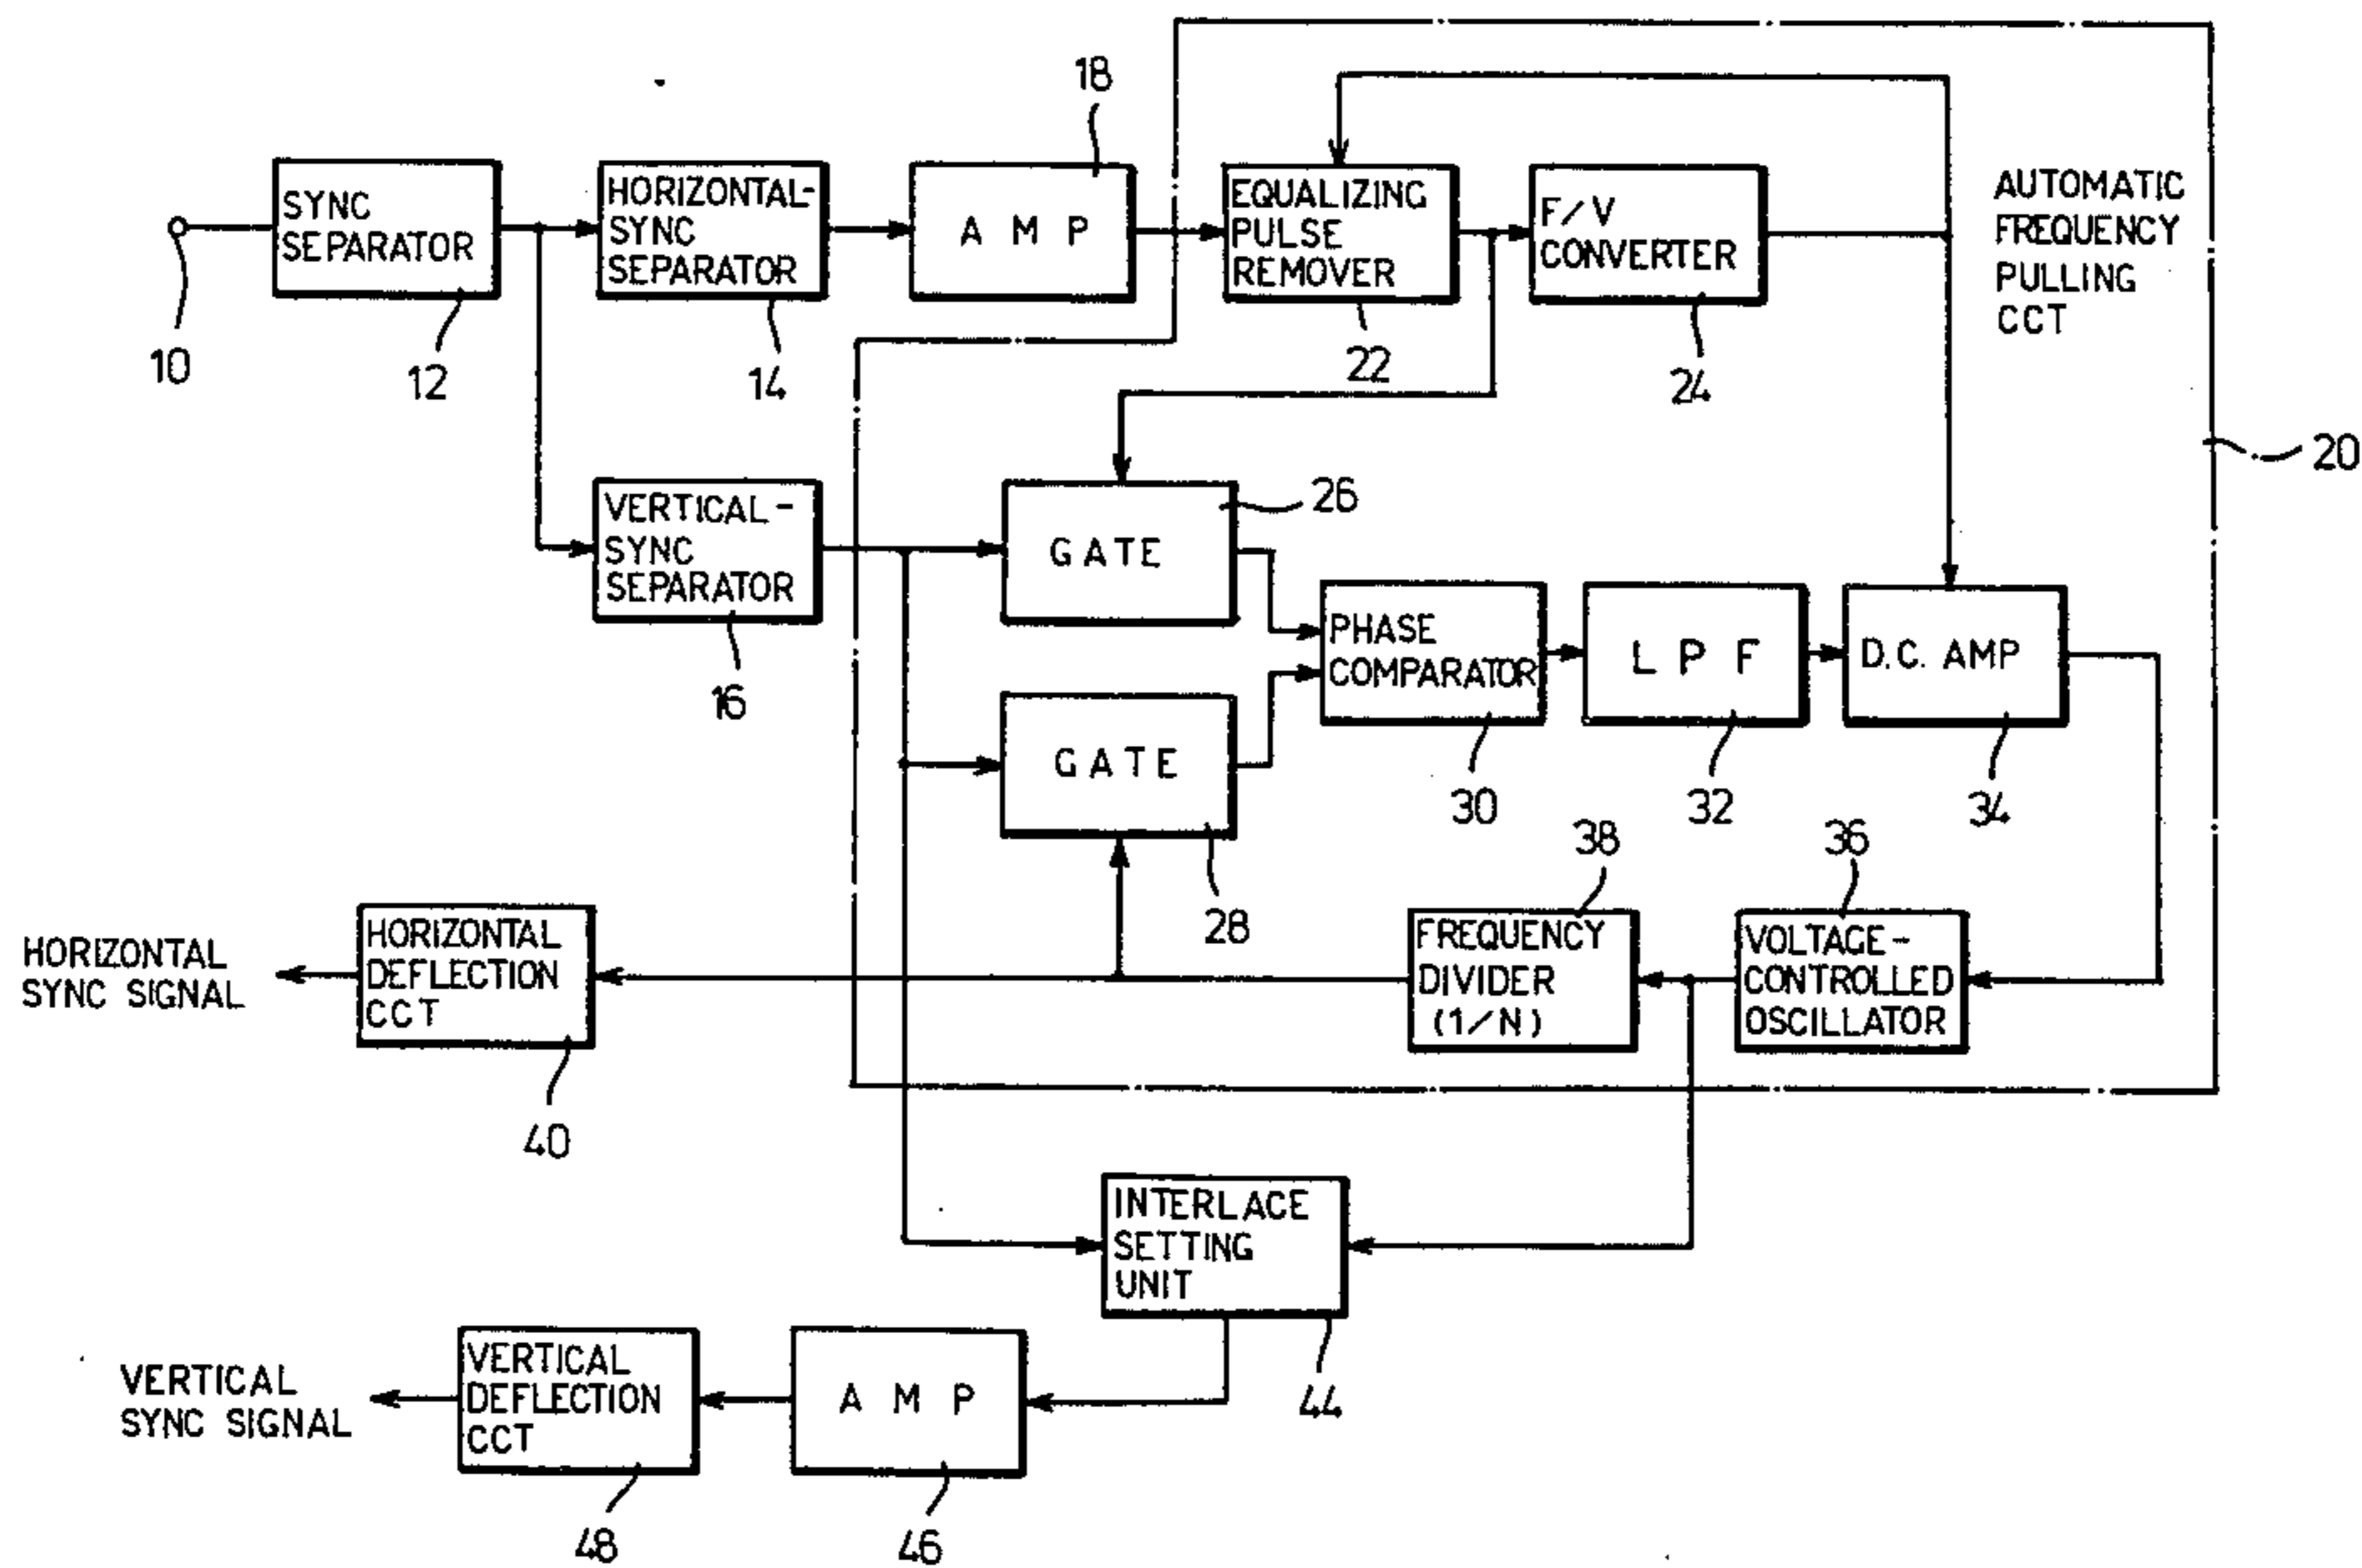 18
SYNC
SEPARATOR
HORIZONTAL-
SYNC
SEPARATOR
A M P
EQUALIZING
PULSE
REMOVER
F/V
CONVERTER
AUTOMATIC
FREQUENCY
PULLING
CCT
10
12
14
22
24
20
VERTICAL-
SYNC
SEPARATOR
16
GATE
26
PHASE
COMPARATOR
L P F
D.C. AMP
GATE
30
32
34
28
38
36
HORIZONTAL
SYNC SIGNAL
HORIZONTAL
DEFLECTION
CCT
FREQUENCY
DIVIDER
(1/N)
VOLTAGE-
CONTROLLED
OSCILLATOR
40
INTERLACE
SETTING
UNIT
44
VERTICAL
SYNC SIGNAL
VERTICAL
DEFLECTION
CCT
A M P
48
46